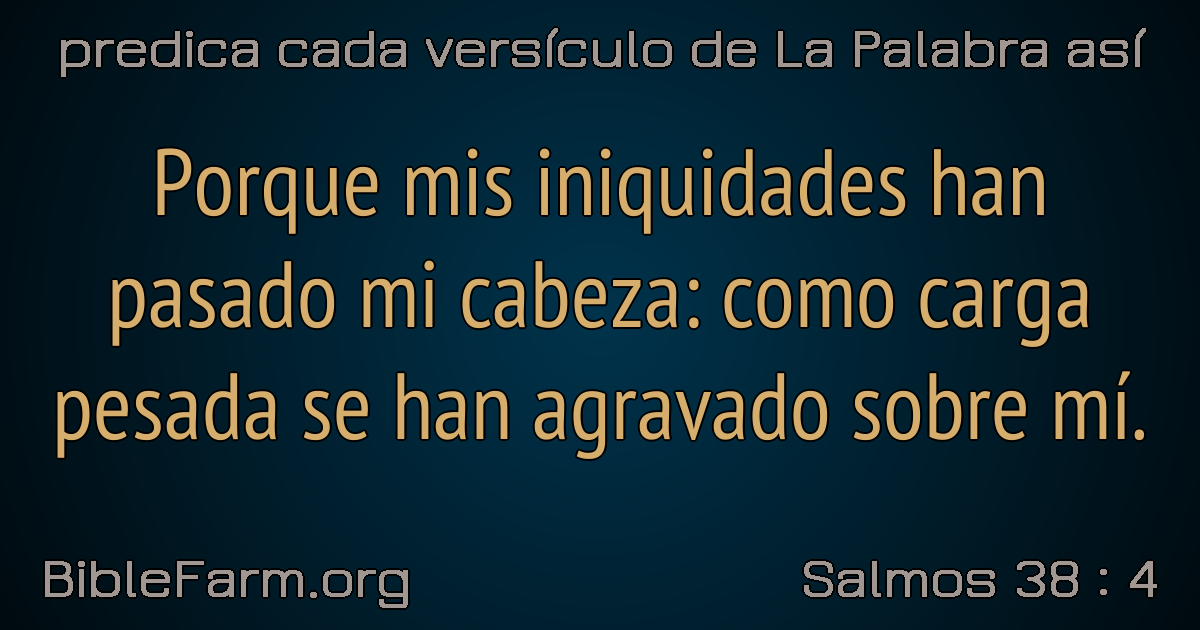 predica cada versículo de La Palabra así
Porque mis iniquidades han
pasado mi cabeza: como carga
pesada se han agravado sobre mí.
BibleFarm.org
Salmos 38 : 4